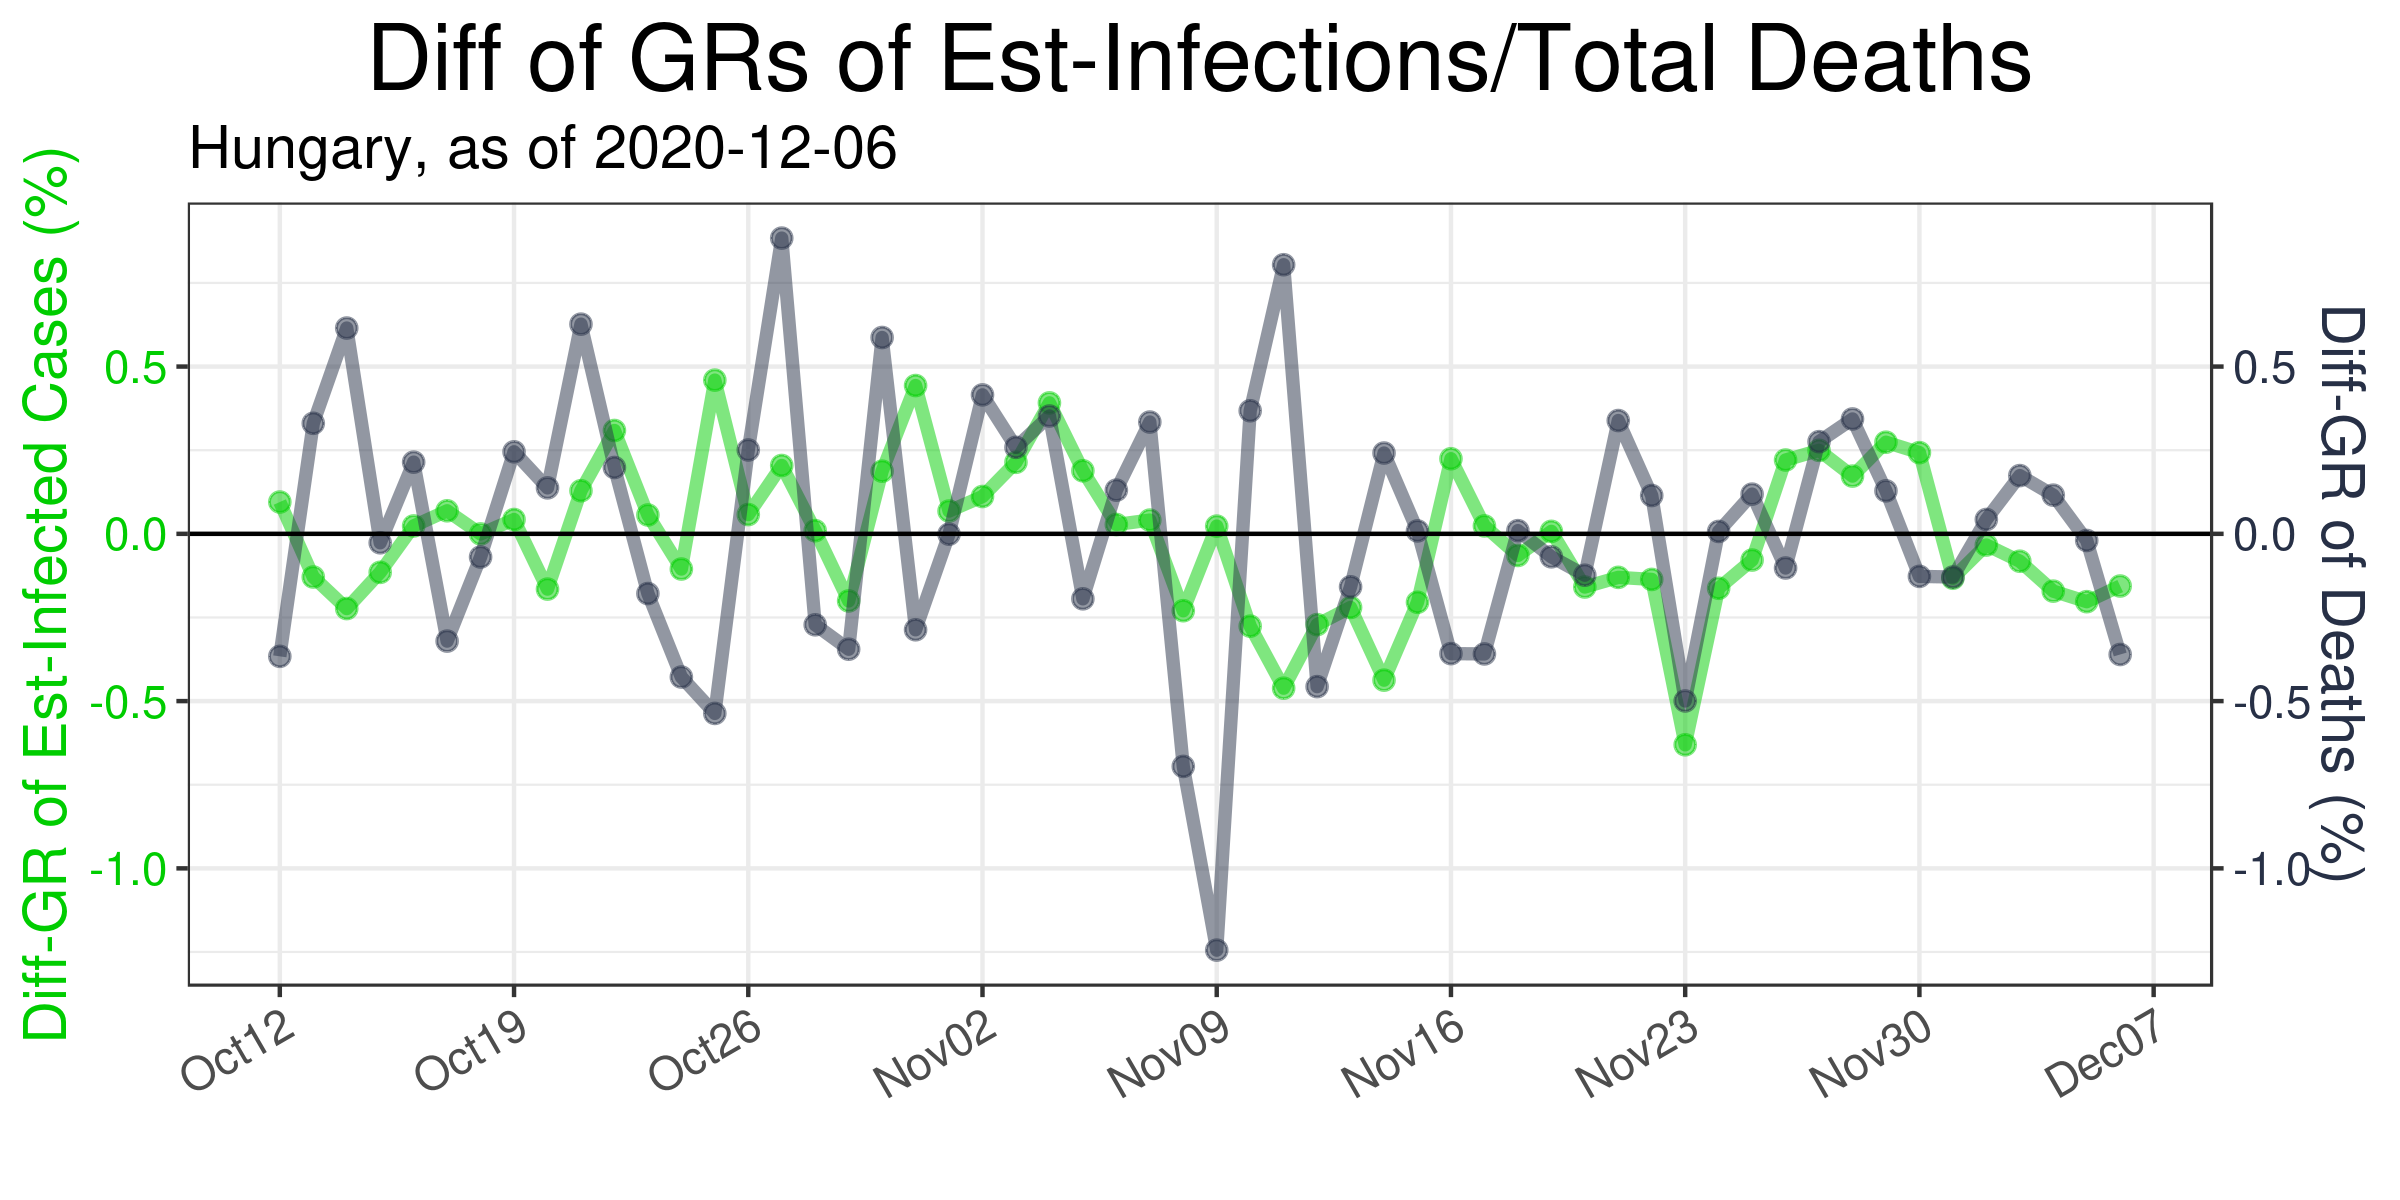 Diff of GRs of Est-Infections/Total Deaths
Hungary, as of 2020-12-06
Diff-GR of Est-Infected Cases (%)
0.5
0.0
-0.5
-1.0
0.5
0.0
-0.5
-1.0
Diff-GR of Deaths (%)
Oct12
Oct19
Oct26
Nov02
Nov09
Nov16
Nov23
Nov30
Dec07